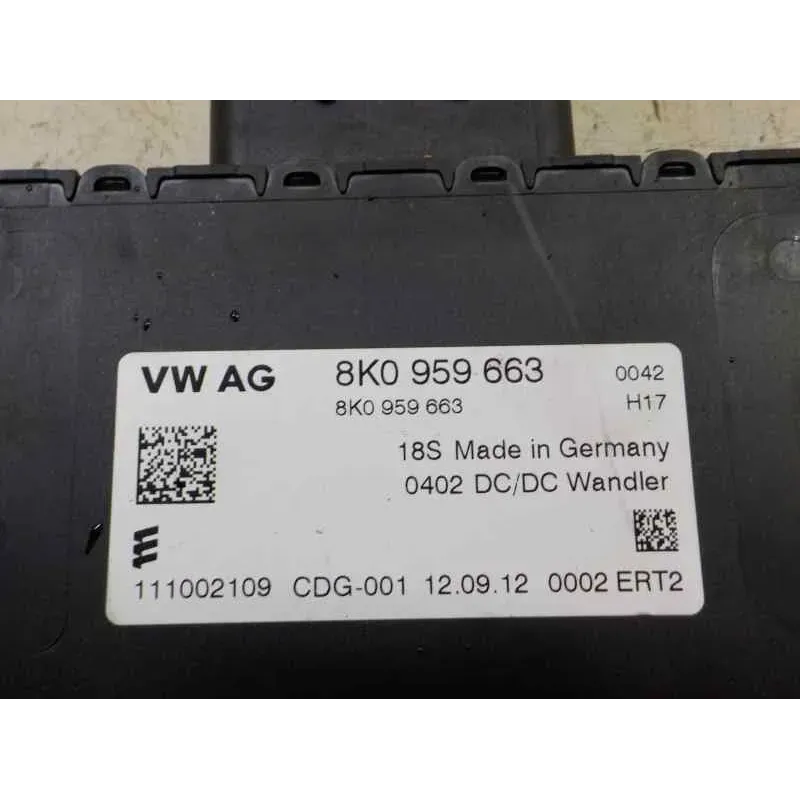 VW AG 8K0 959 663 0042
8K0 959 663 H17
18S Made in Germany
0402 DC/DC Wandler
111002109 CDG-001 12.09.12 0002 ERT2